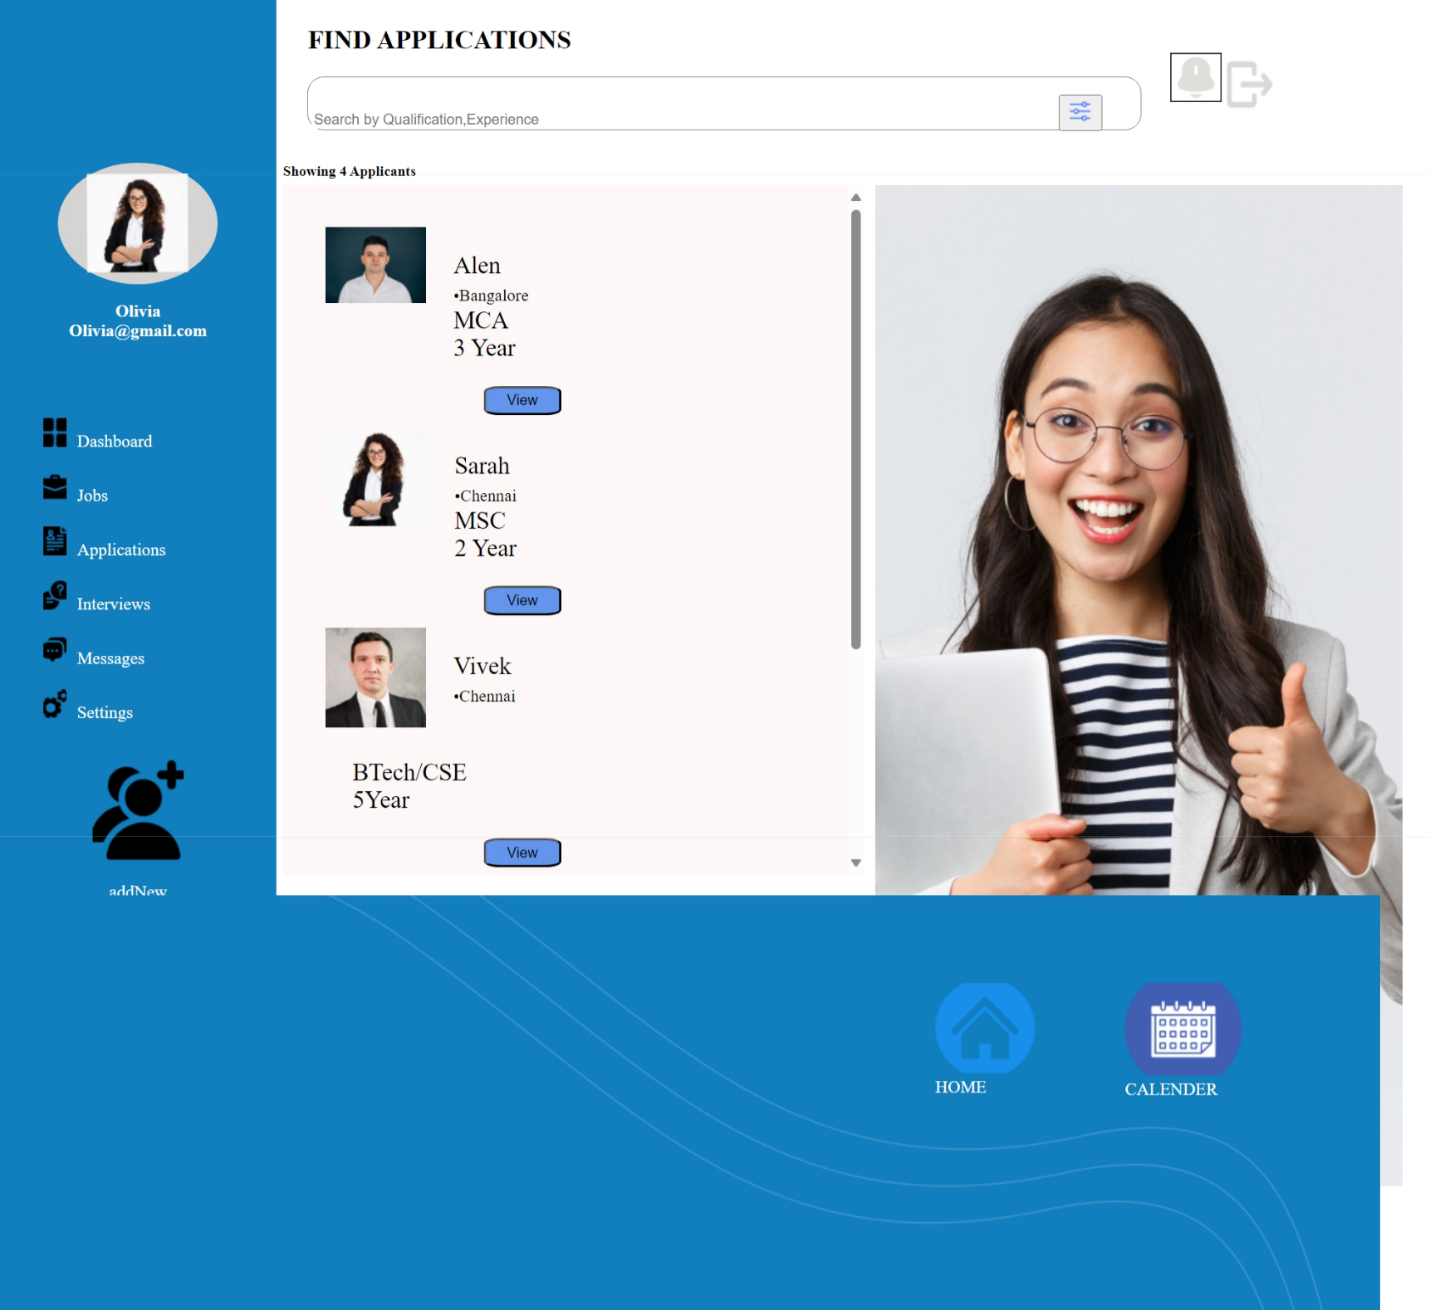 FIND APPLICATIONS
Search by Qualification,Experience
Showing 4 Applicants
Olivia
Olivia@gmail.com
Dashboard
Jobs
Applications
Interviews
Messages
Settings
addNew
Alen
•Bangalore
MCA
3 Year
View
Sarah
•Chennai
MSC
2 Year
View
Vivek
•Chennai
BTech/CSE
5Year
View
HOME
CALENDER